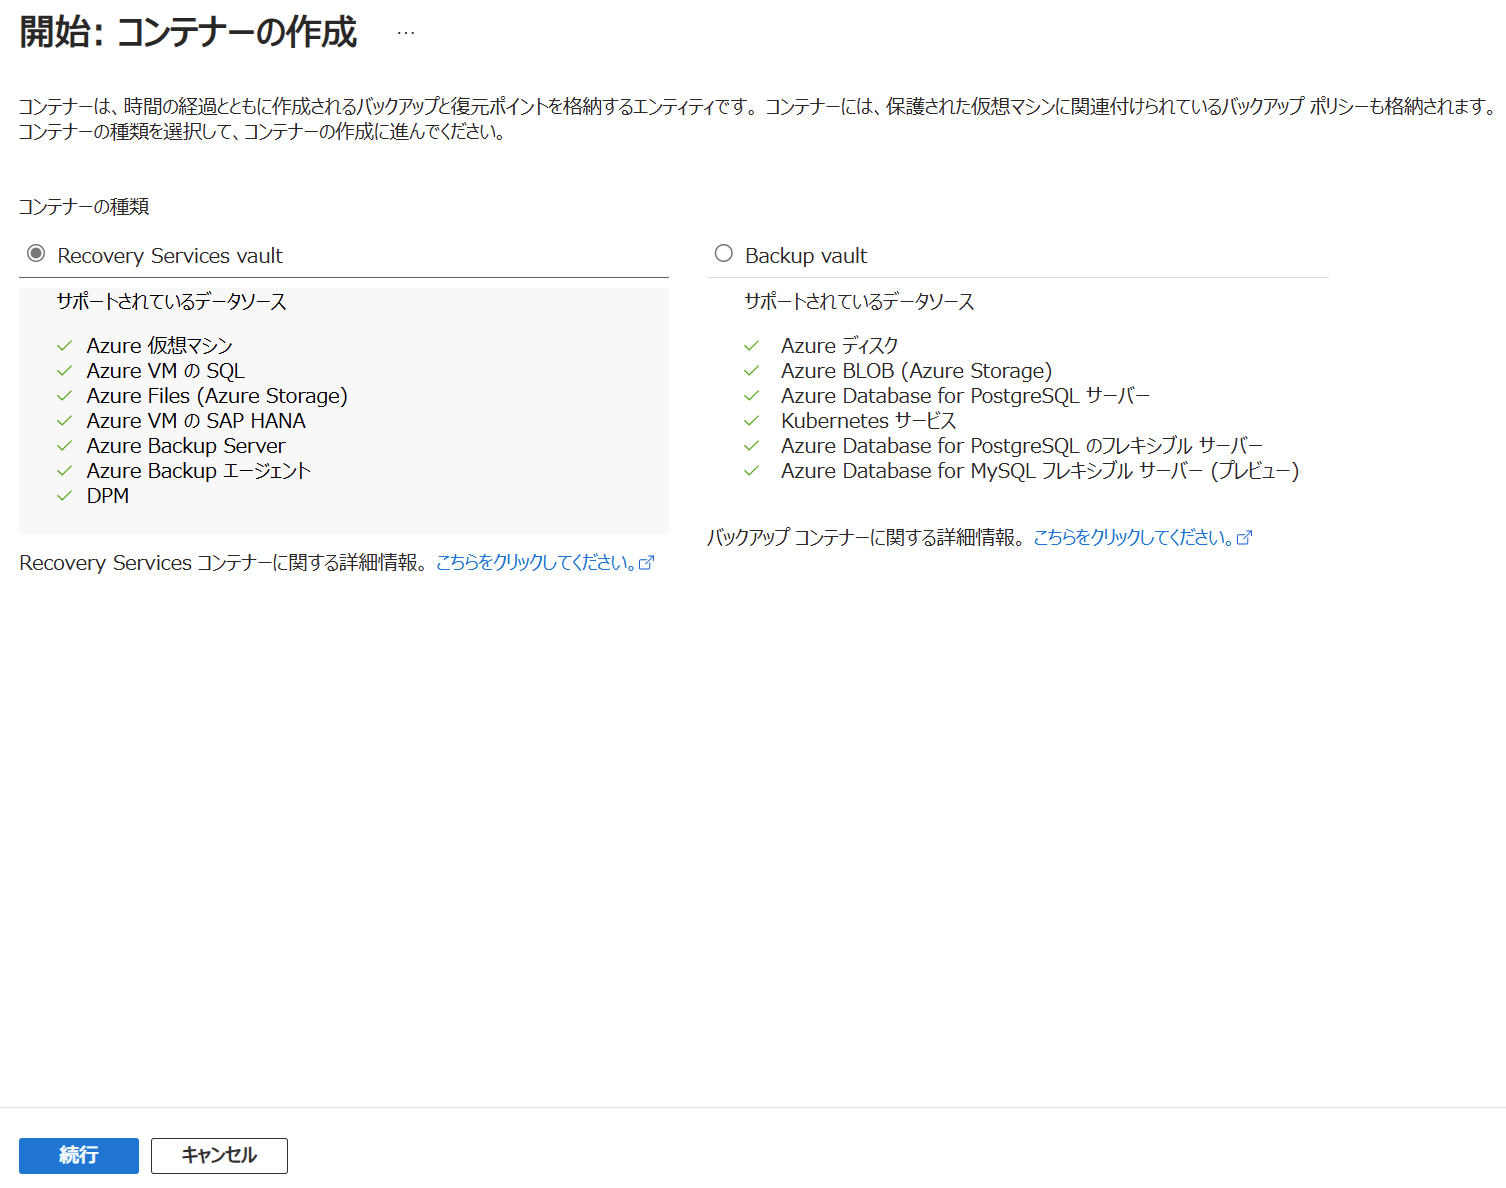 開始: コンテナーの作成 …
コンテナーは、時間の経過とともに作成されるバックアップと復元ポイントを格納するエンティティです。コンテナーには、保護された仮想マシンに関連付けられているバックアップ ポリシーも格納されます。
コンテナーの種類を選択して、コンテナーの作成に進んでください。
コンテナーの種類
Recovery Services vault
サポートされているデータソース
Azure 仮想マシン
Azure VM の SQL
Azure Files (Azure Storage)
Azure VM の SAP HANA
Azure Backup Server
Azure Backup エージェント
DPM
Recovery Services コンテナーに関する詳細情報。こちらをクリックしてください。
Backup vault
サポートされているデータソース
Azure ディスク
Azure BLOB (Azure Storage)
Azure Database for PostgreSQL サーバー
Kubernetes サービス
Azure Database for PostgreSQL のフレキシブル サーバー
Azure Database for MySQL フレキシブル サーバー (プレビュー)
バックアップ コンテナーに関する詳細情報。こちらをクリックしてください。
続行
キャンセル